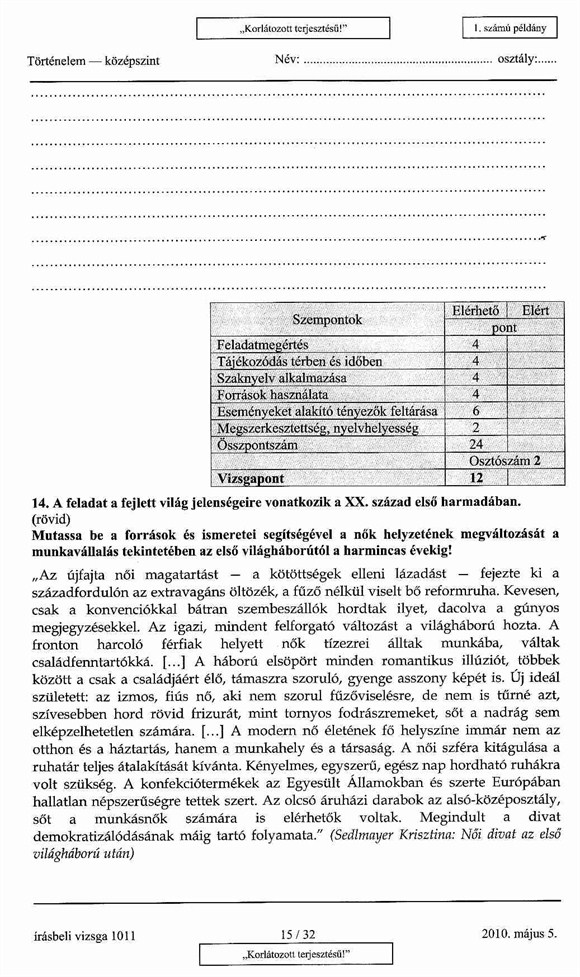 „Korlátozott terjesztésű!”
1. számú példány
Történelem — középszint Név: ............................................................ osztály:......
Szempontok Elérhető Elért
pont
Feladatmegértés 4
Tájékozódás térben és időben 4
Szaknyelv alkalmazása 4
Források használata 4
Eseményeket alakító tényezők feltárása 6
Megszerkesztettség, nyelvhelyesség 2
Összpontszám 24
Osztószám 2
Vizsgapont 12
14. A feladat a fejlett világ jelenségeire vonatkozik a XX. század első harmadában.
(rövid)
Mutassa be a források és ismeretei segítségével a nők helyzetének megváltozását a
munkavállalás tekintetében az első világháborútól a harmincas évekig!
„Az újfajta női magatartást — a kötöttségek elleni lázadást — fejezte ki a
századfordulón az extravagáns öltözék, a fűző nélkül viselt bő reformruha. Kevesen,
csak a konvenciókkal bátran szembeszállók hordtak ilyet, dacolva a gúnyos
megjegyzésekkel. Az igazi, mindent felforgató változást a világháború hozta. A
fronton harcoló férfiak helyett nők tízezrei álltak munkába, váltak
családfenntartókká. [...] A háború elsöpört minden romantikus illúziót, többek
között a csak a családjáért élő, támaszra szoruló, gyenge asszony képét is. Új ideál
született: az izmos, fiús nő, aki nem szorul fűzőviselésre, de nem is tűrné azt,
szívesebben hord rövid frizurát, mint tornyos fodrászremeket, sőt a nadrág sem
elképzelhetetlen számára. [...] A modern nő életének fő helyszíne immár nem az
otthon és a háztartás, hanem a munkahely és a társaság. A női szféra kitágulása a
ruhatár teljes átalakítását kívánta. Kényelmes, egyszerű, egész nap hordható ruhákra
volt szükség. A konfekciótermékek az Egyesült Államokban és szerte Európában
hallatlan népszerűségre tettek szert. Az olcsó áruházi darabok az alsó-középosztály,
sőt a munkásnők számára is elérhetők voltak. Megindult a divat
demokratizálódásának máig tartó folyamata.” (Sedlmayer Krisztina: Női divat az első
világháború után)
írásbeli vizsga 1011 15 / 32 2010. május 5.
„Korlátozott terjesztésű!”